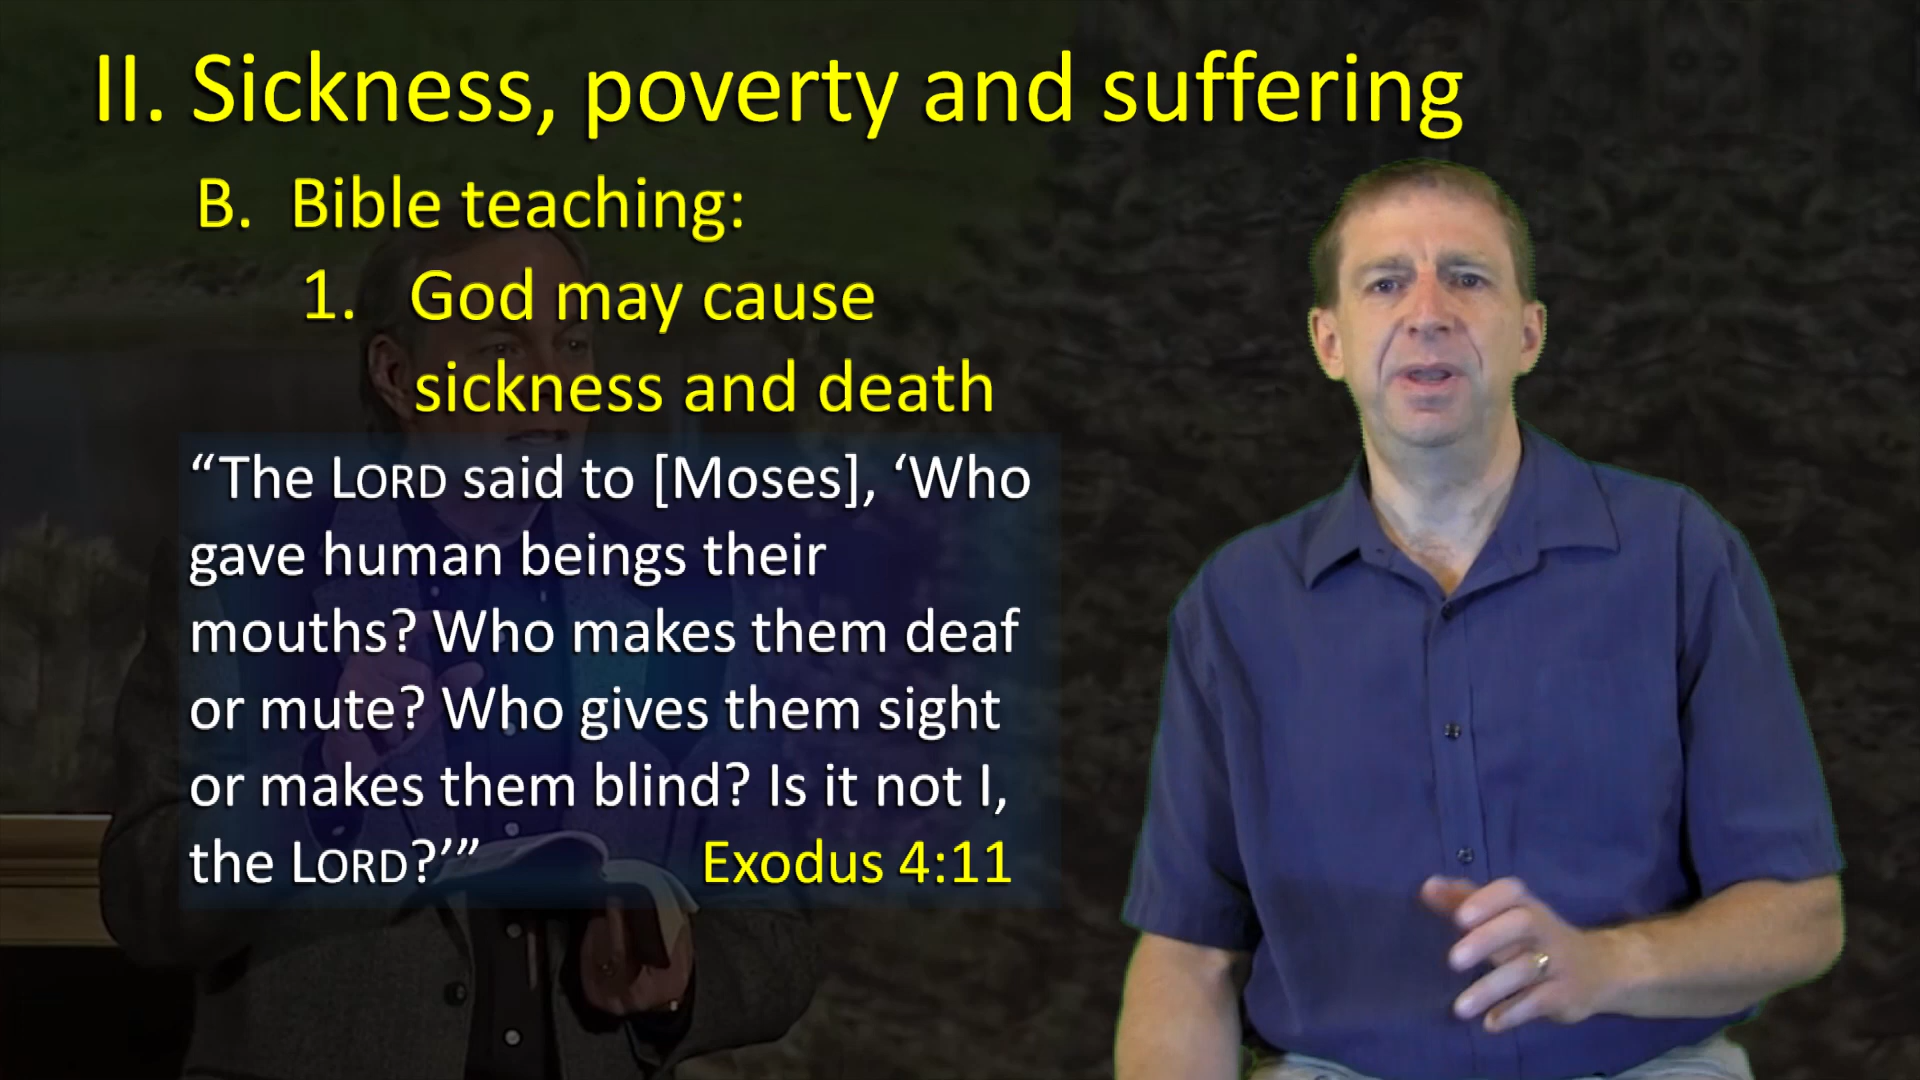 II. Sickness, poverty and suffering
B. Bible teaching:
1. God may cause
sickness and death
“The LORD said to [Moses], ‘Who
gave human beings their
mouths? Who makes them deaf
or mute? Who gives them sight
or makes them blind? Is it not I,
the LORD?’” Exodus 4:11